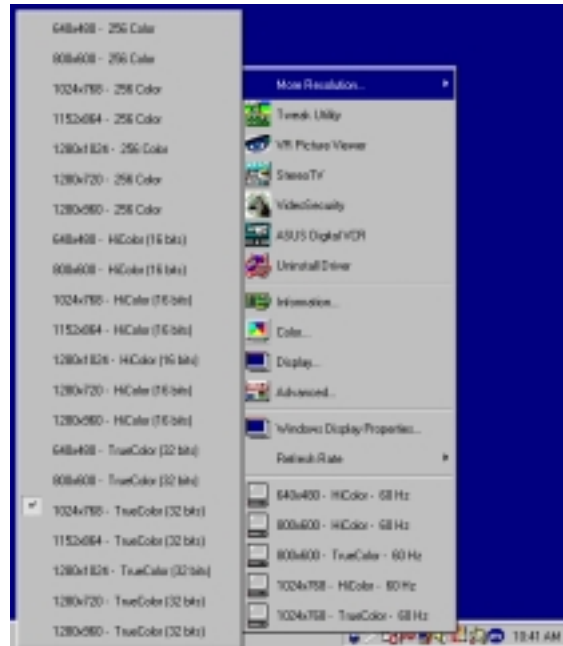 640x480 - 256 Color
800x600 - 256 Color
1024x768 - 256 Color
1152x864 - 256 Color
1280x1024 - 256 Color
1280x720 - 256 Color
1280x960 - 256 Color
640x480 - HiColor (16 bits)
800x600 - HiColor (16 bits)
1024x768 - HiColor (16 bits)
1152x864 - HiColor (16 bits)
1280x1024 - HiColor (16 bits)
1280x720 - HiColor (16 bits)
1280x960 - HiColor (16 bits)
640x480 - TrueColor (32 bits)
800x600 - TrueColor (32 bits)
1024x768 - TrueColor (32 bits)
1152x864 - TrueColor (32 bits)
1280x1024 - TrueColor (32 bits)
1280x720 - TrueColor (32 bits)
1280x960 - TrueColor (32 bits)
More Resolution...
Tweak Utility
VR Picture Viewer
StereoTV
VideoSecurity
ASUS Digital VCR
Uninstall Driver
Information...
Color...
Display...
Advanced...
Windows Display Properties...
Refresh Rate
640x480 - HiColor - 60 Hz
800x600 - HiColor - 60 Hz
800x600 - TrueColor - 60 Hz
1024x768 - HiColor - 60 Hz
1024x768 - TrueColor - 60 Hz
10:41 AM